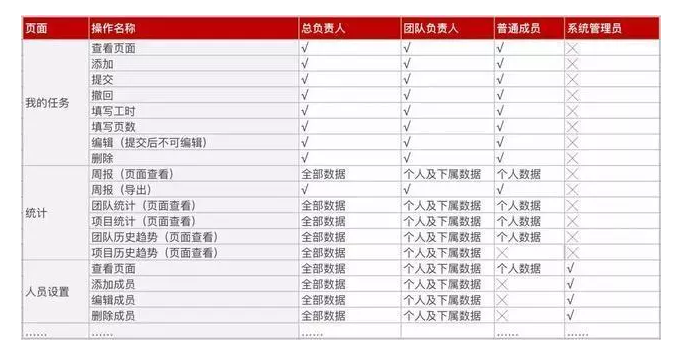 页面 操作名称 总负责人 团队负责人 普通成员 系统管理员
查看页面 √ √ √ ╳
添加 √ √ √ ╳
提交 √ √ √ ╳
撤回 √ √ √ ╳
我的任务
填写工时 √ √ √ ╳
填写页数 √ √ √ ╳
编辑（提交后不可编辑） √ √ √ ╳
删除 √ √ √ ╳
周报（页面查看） 全部数据 个人及下属数据 个人数据 ╳
周报（导出） √ √ √ ╳
统计
团队统计（页面查看） 全部数据 个人及下属数据 个人数据 ╳
项目统计（页面查看） 全部数据 个人及下属数据 个人数据 ╳
团队历史趋势（页面查看） 全部数据 个人及下属数据 个人数据 ╳
项目历史趋势（页面查看） 全部数据 个人及下属数据 ╳ ╳
查看页面 全部数据 个人及下属数据 个人数据 √
人员设置
添加成员 全部数据 个人及下属数据 ╳ √
编辑成员 全部数据 个人及下属数据 ╳ √
删除成员 全部数据 个人及下属数据 ╳ √
…… …… …… ……